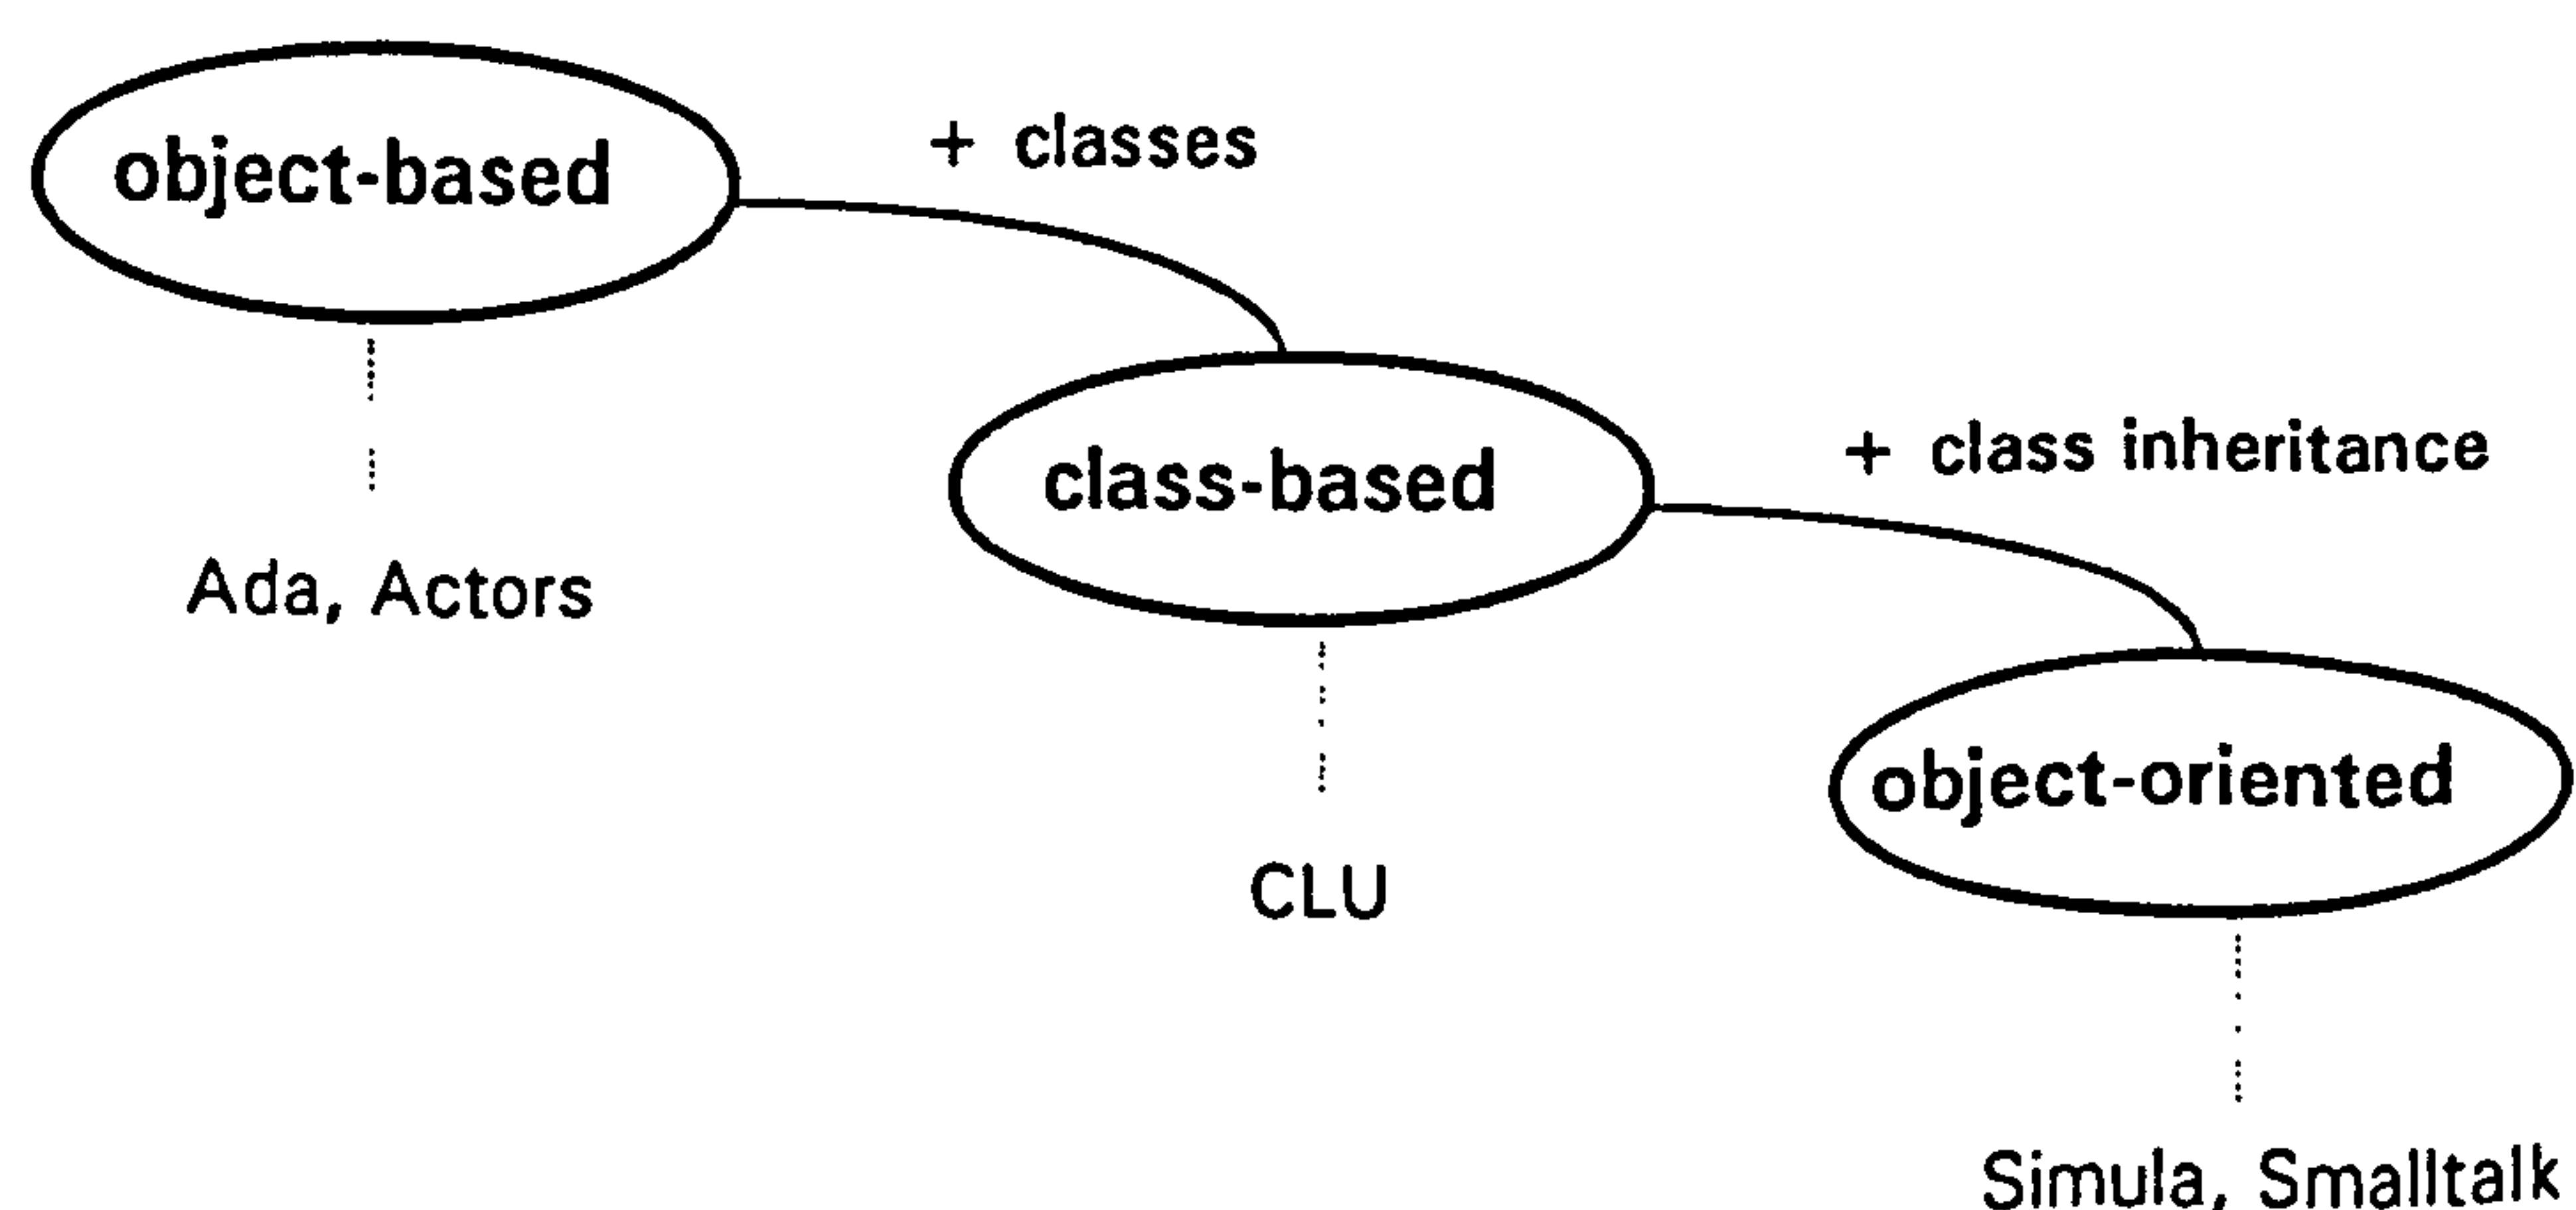 object-based
+ classes
Ada, Actors
class-based
+ class inheritance
CLU
object-oriented
Simula, Smalltalk